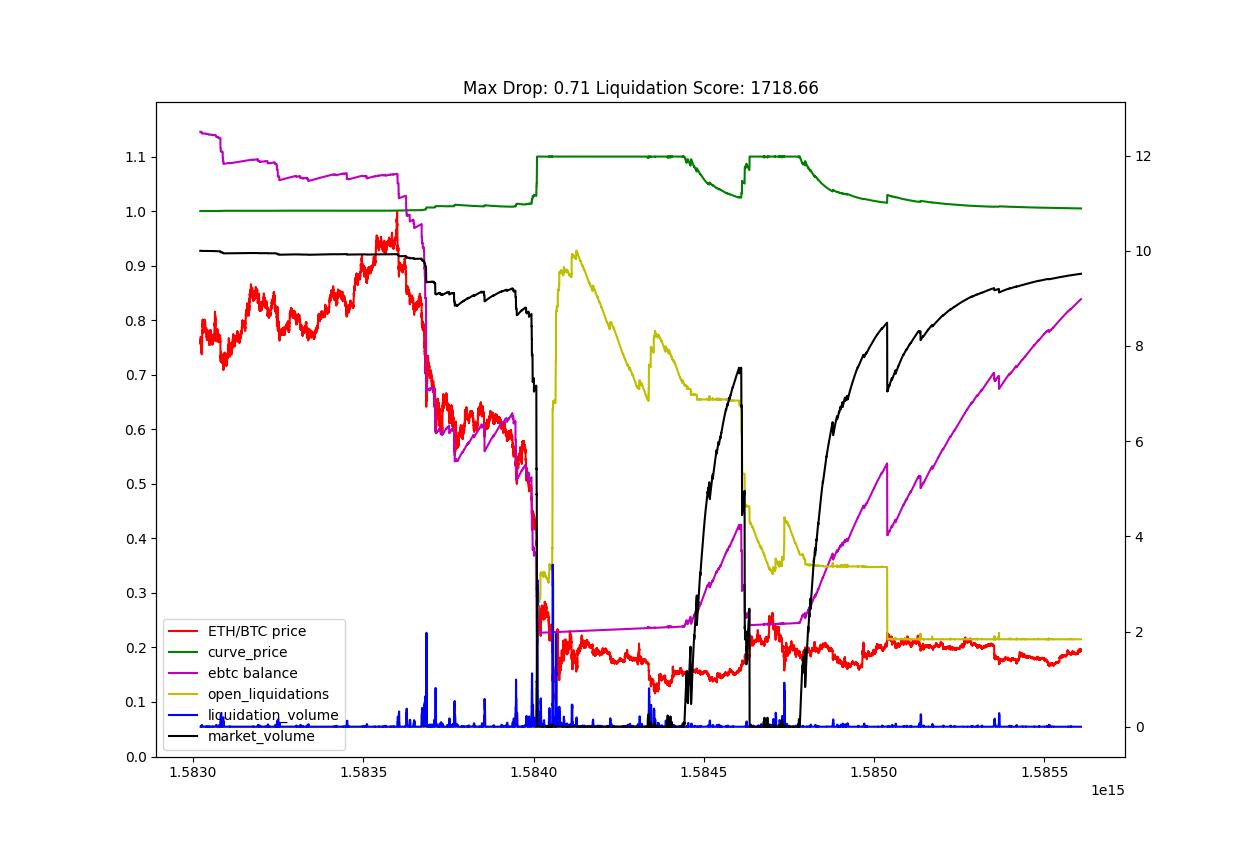 Max Drop: 0.71 Liquidation Score: 1718.66
1.1
1.0
0.9
0.8
0.7
0.6
0.5
0.4
0.3
0.2
0.1
0.0
12
10
8
6
4
2
0
ETH/BTC price
curve_price
ebtc balance
open_liquidations
liquidation_volume
market_volume
1.5830 1.5835 1.5840 1.5845 1.5850 1.5855
1e15